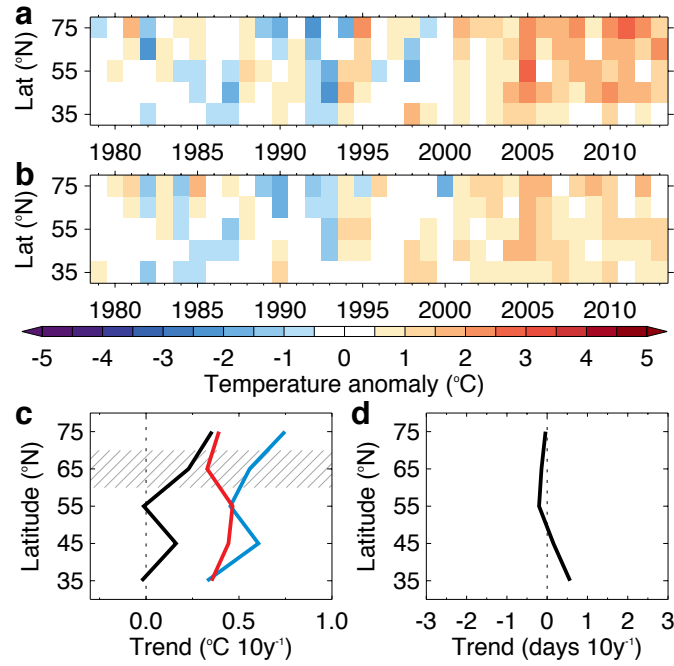 a
75
55
35
Lat (°N)
1980 1985 1990 1995 2000 2005 2010
b
75
55
35
Lat (°N)
1980 1985 1990 1995 2000 2005 2010
-5 -4 -3 -2 -1 0 1 2 3 4 5
Temperature anomaly (°C)
c
75
65
55
45
35
Latitude (°N)
0.0 0.5 1.0
Trend (°C 10y⁻¹)
d
75
65
55
45
35
Latitude (°N)
-3 -2 -1 0 1 2 3
Trend (days 10y⁻¹)